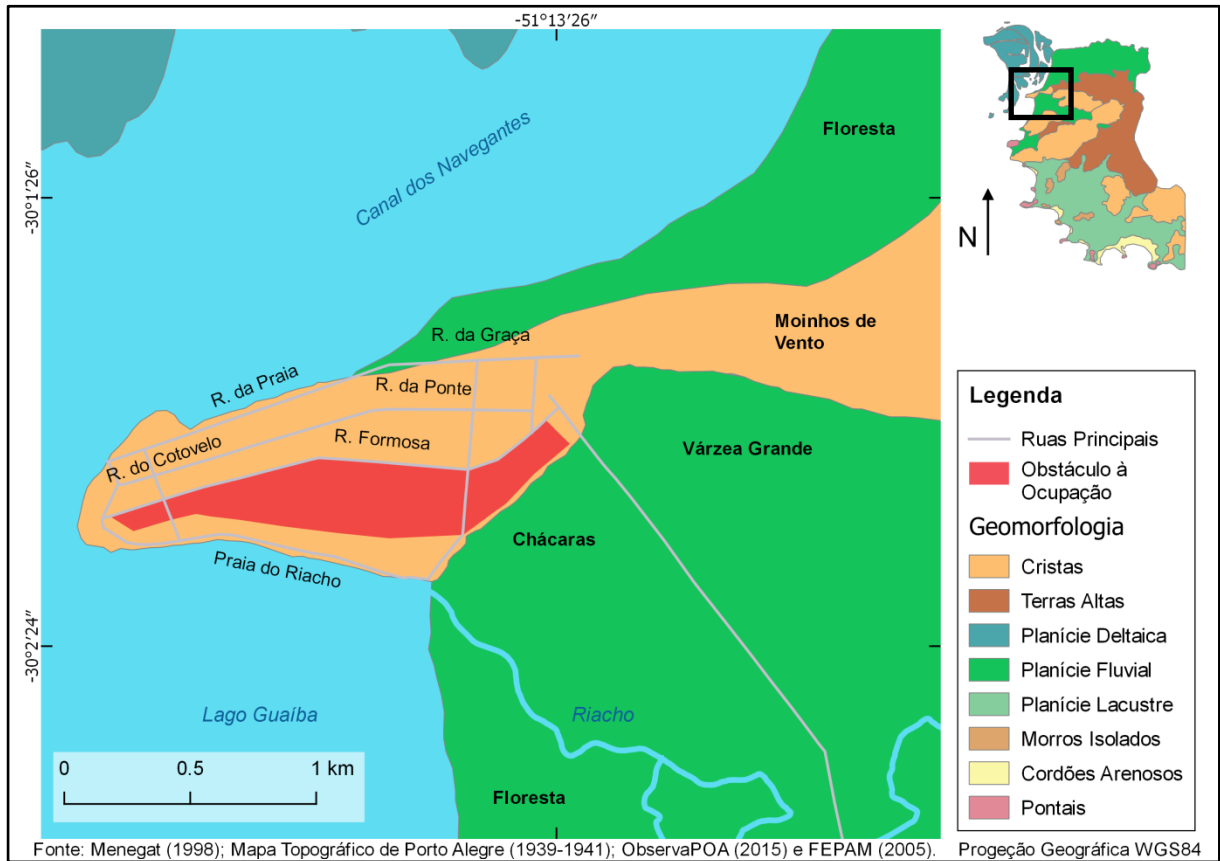 -51°13'26"
Floresta
Canal dos Navegantes
-30°1'26"
N
Moinhos de
Vento
R. da Graça
R. da Praia
R. da Ponte
R. Formosa
R. do Cotovelo
Várzea Grande
Chácaras
Praia do Riacho
-30°2'24"
Lago Guaíba
Riacho
Floresta
0 0.5 1 km
Legenda
Ruas Principais
Obstáculo à
Ocupação
Geomorfologia
Cristas
Terras Altas
Planície Deltaica
Planície Fluvial
Planície Lacustre
Morros Isolados
Cordões Arenosos
Pontais
Fonte: Menegat (1998); Mapa Topográfico de Porto Alegre (1939-1941); ObservaPOA (2015) e FEPAM (2005).
Progeção Geográfica WGS84